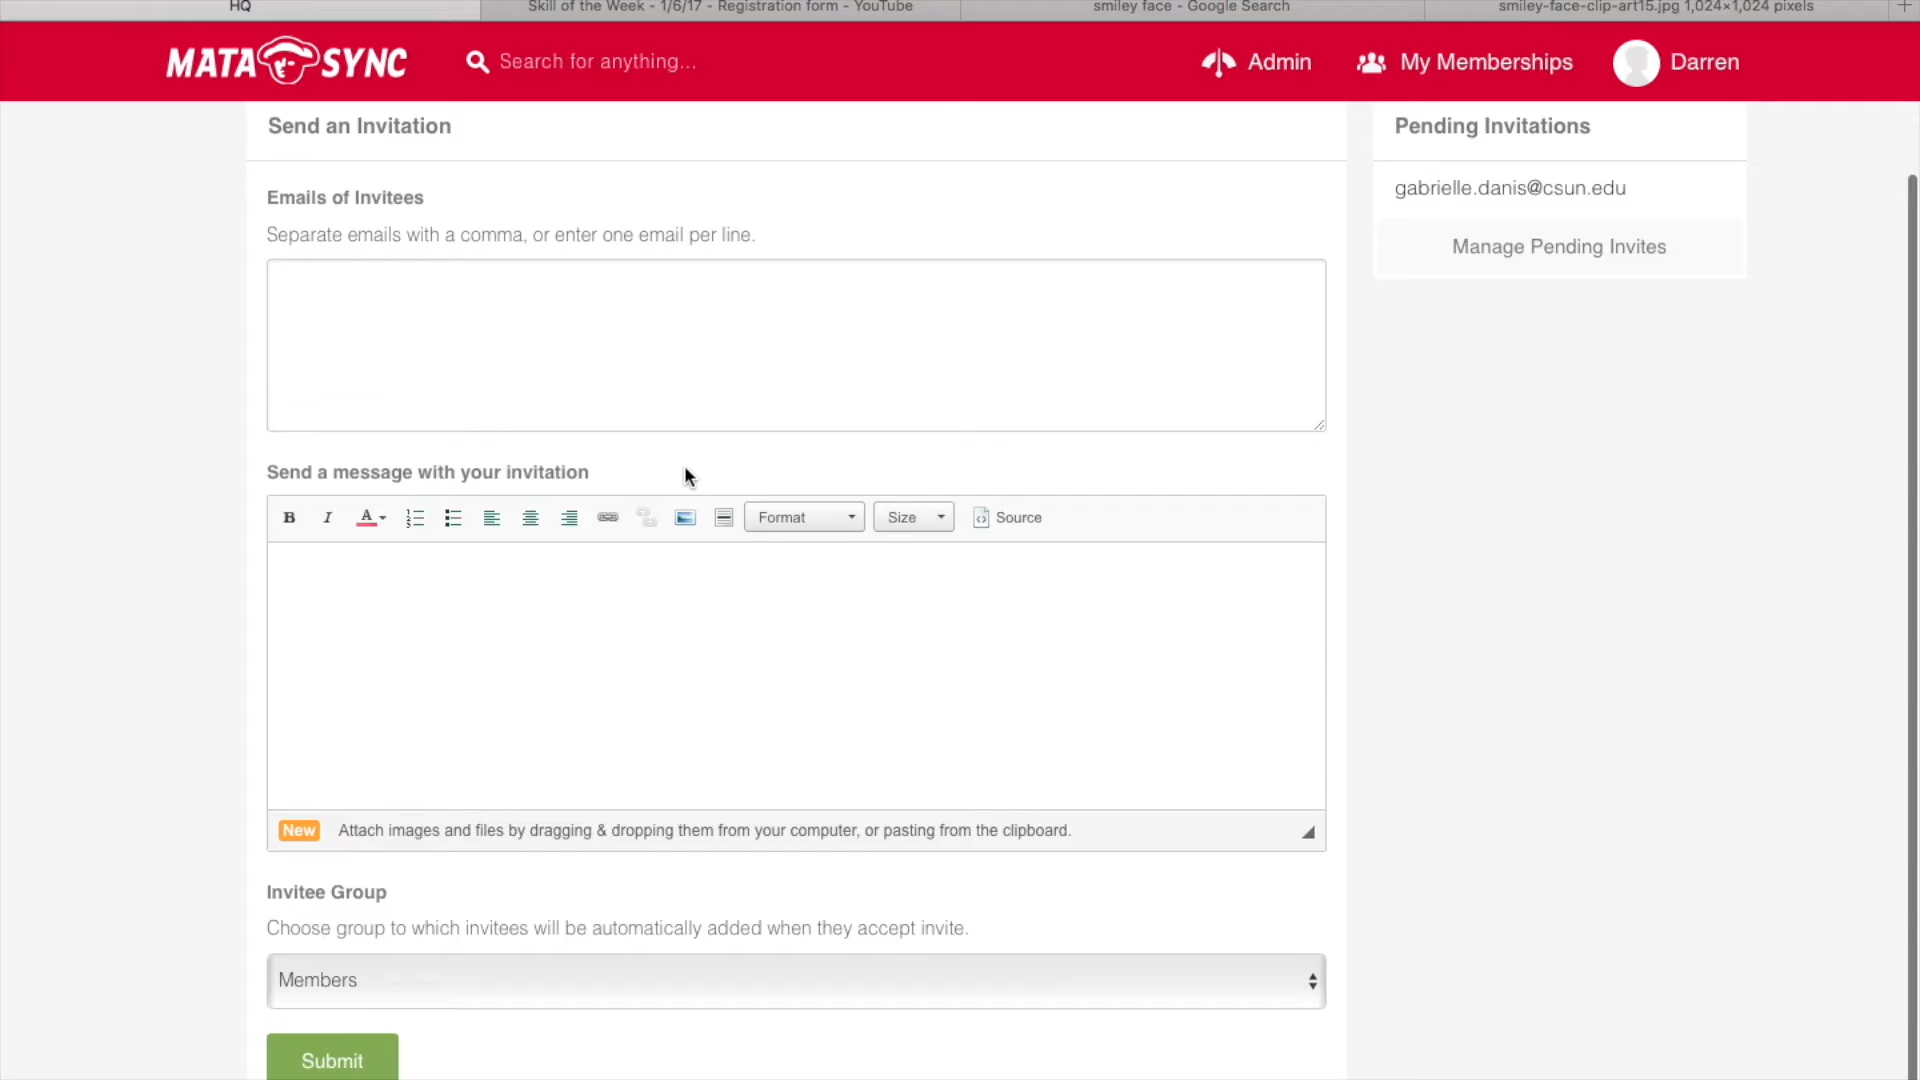 HQ
Skill of the Week - 1/6/17 - Registration form - YouTube
smiley face - Google Search
smiley-face-clip-art15.jpg 1,024×1,024 pixels
MATA SYNC
Search for anything...
Admin
My Memberships
Darren
Send an Invitation
Pending Invitations
Emails of Invitees
gabrielle.danis@csun.edu
Separate emails with a comma, or enter one email per line.
Manage Pending Invites
Send a message with your invitation
B I A Format Size Source
New Attach images and files by dragging & dropping them from your computer, or pasting from the clipboard.
Invitee Group
Choose group to which invitees will be automatically added when they accept invite.
Members
Submit